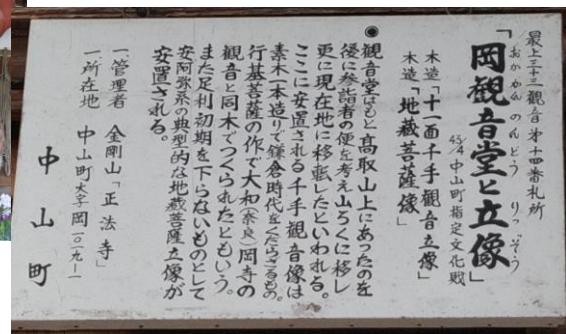 最上三十三観音第十四番札所
おかかんのんどう りつぞう
「岡観音堂と立像」
45/4 中山町指定文化財
木造「十一面千手観音立像」
木造「地蔵菩薩像」
◉
観音堂はもと高取山上にあったのを
後に参詣者の便を考え山ろくに移し
更に現在地に移転したといわれる。
ここに安置される千手観音像は
素木一本造りで鎌倉時代をくだらざるもの。
行基菩薩の作で大和(奈良)岡寺の
観音と同木でつくられたともいう。
また足利初期を下らないものとして
安阿弥系の典型的な地蔵菩薩立像が
安置される。
一、管理者 金剛山「正法寺」
一、所在地 中山町大字岡一〇一九ー一
中山町